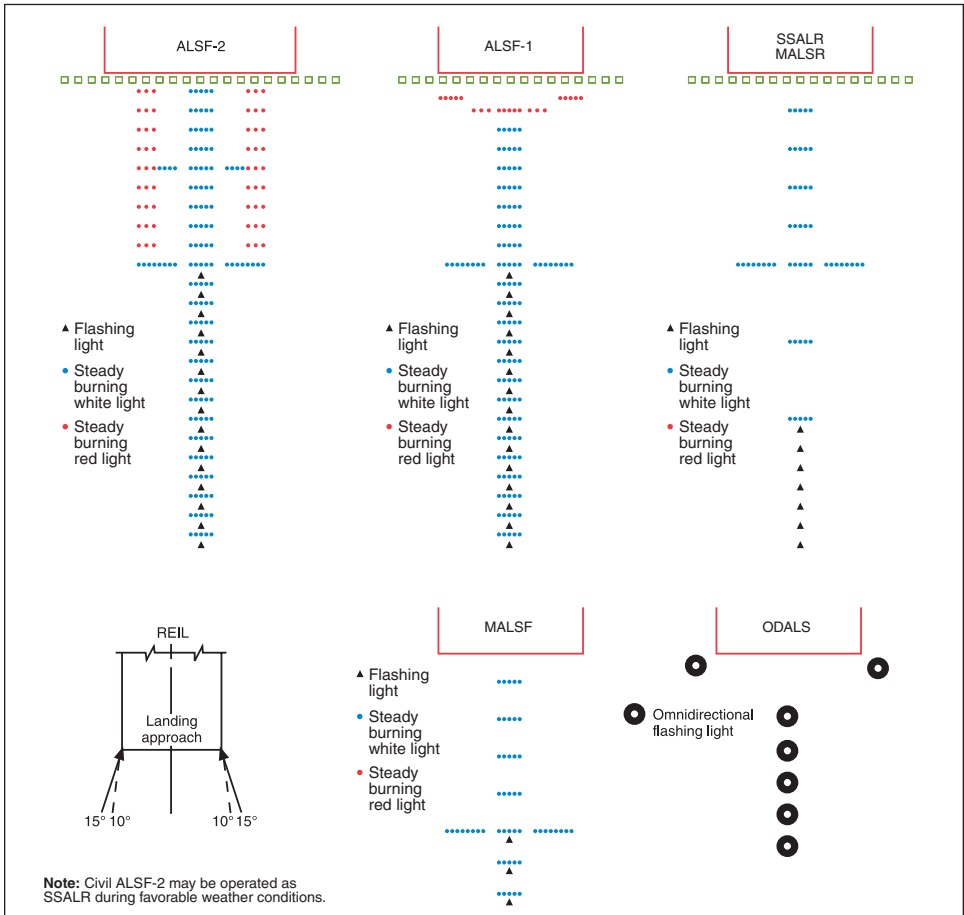 ALSF-2
ALSF-1
SSALR
MALSR
Flashing
light
Steady
burning
white light
Steady
burning
red light
Flashing
light
Steady
burning
white light
Steady
burning
red light
Flashing
light
Steady
burning
white light
Steady
burning
red light
REIL
Landing
approach
15° 10°
10° 15°
MALSF
Flashing
light
Steady
burning
white light
Steady
burning
red light
ODALS
Omnidirectional
flashing light
Note: Civil ALSF-2 may be operated as
SSALR during favorable weather conditions.